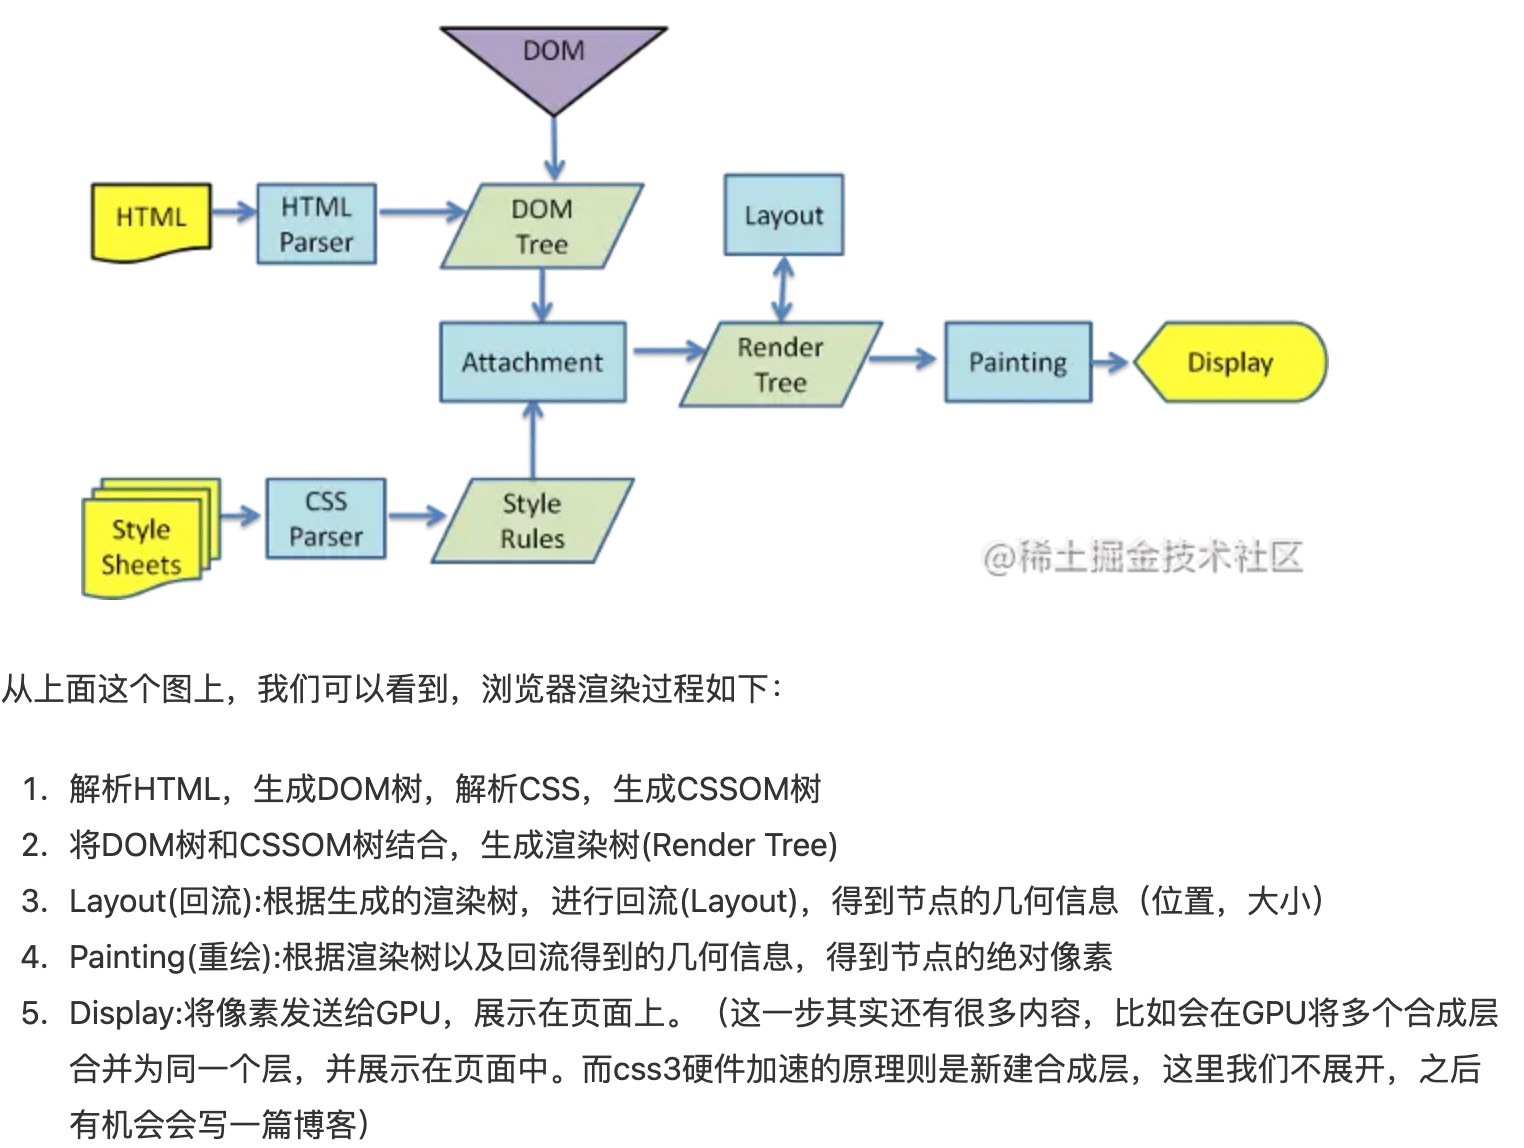 DOM
HTML
HTML
Parser
DOM
Tree
Layout
Attachment
Render
Tree
Painting
Display
Style
Sheets
CSS
Parser
Style
Rules
@稀土掘金技术社区
从上面这个图上，我们可以看到，浏览器渲染过程如下：
1. 解析HTML，生成DOM树，解析CSS，生成CSSOM树
2. 将DOM树和CSSOM树结合，生成渲染树(Render Tree)
3. Layout(回流):根据生成的渲染树，进行回流(Layout)，得到节点的几何信息（位置，大小）
4. Painting(重绘):根据渲染树以及回流得到的几何信息，得到节点的绝对像素
5. Display:将像素发送给GPU，展示在页面上。（这一步其实还有很多内容，比如会在GPU将多个合成层
合并为同一个层，并展示在页面中。而css3硬件加速的原理则是新建合成层，这里我们不展开，之后
有机会会写一篇博客）